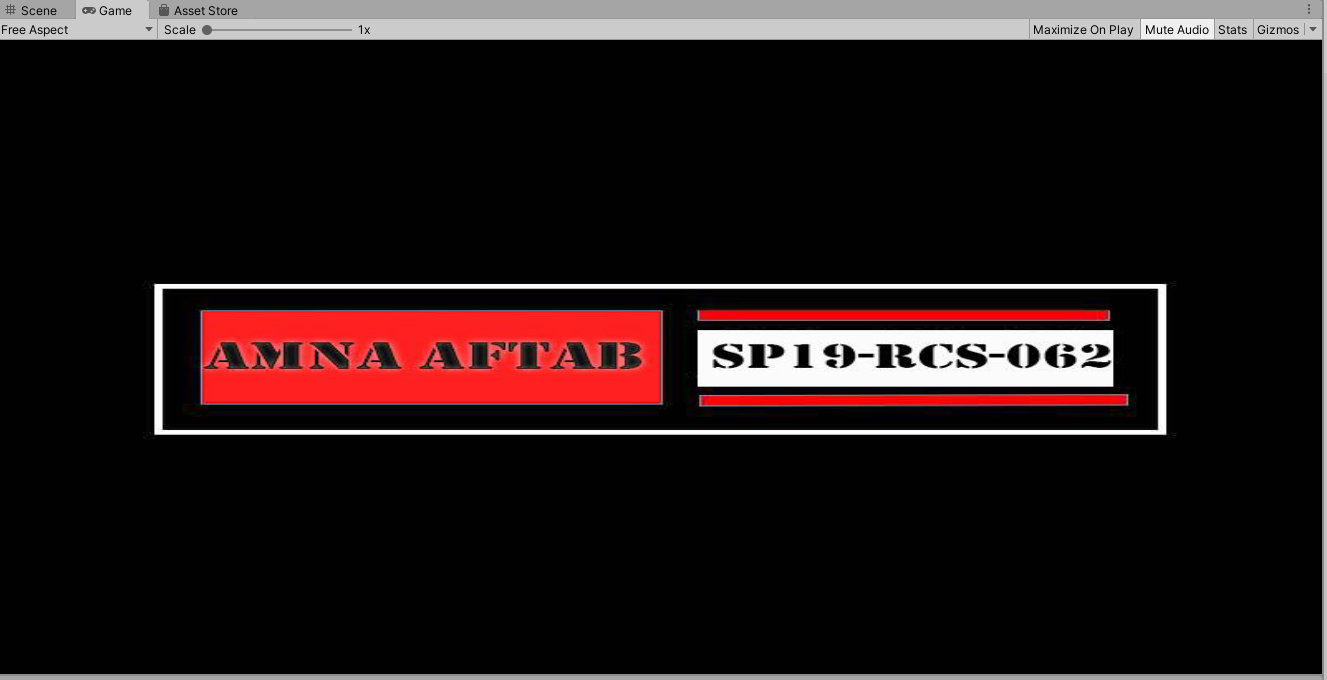 Scene Game Asset Store
Free Aspect Scale 1x Maximize On Play Mute Audio Stats Gizmos
AMNA AFTAB SP19-RCS-062